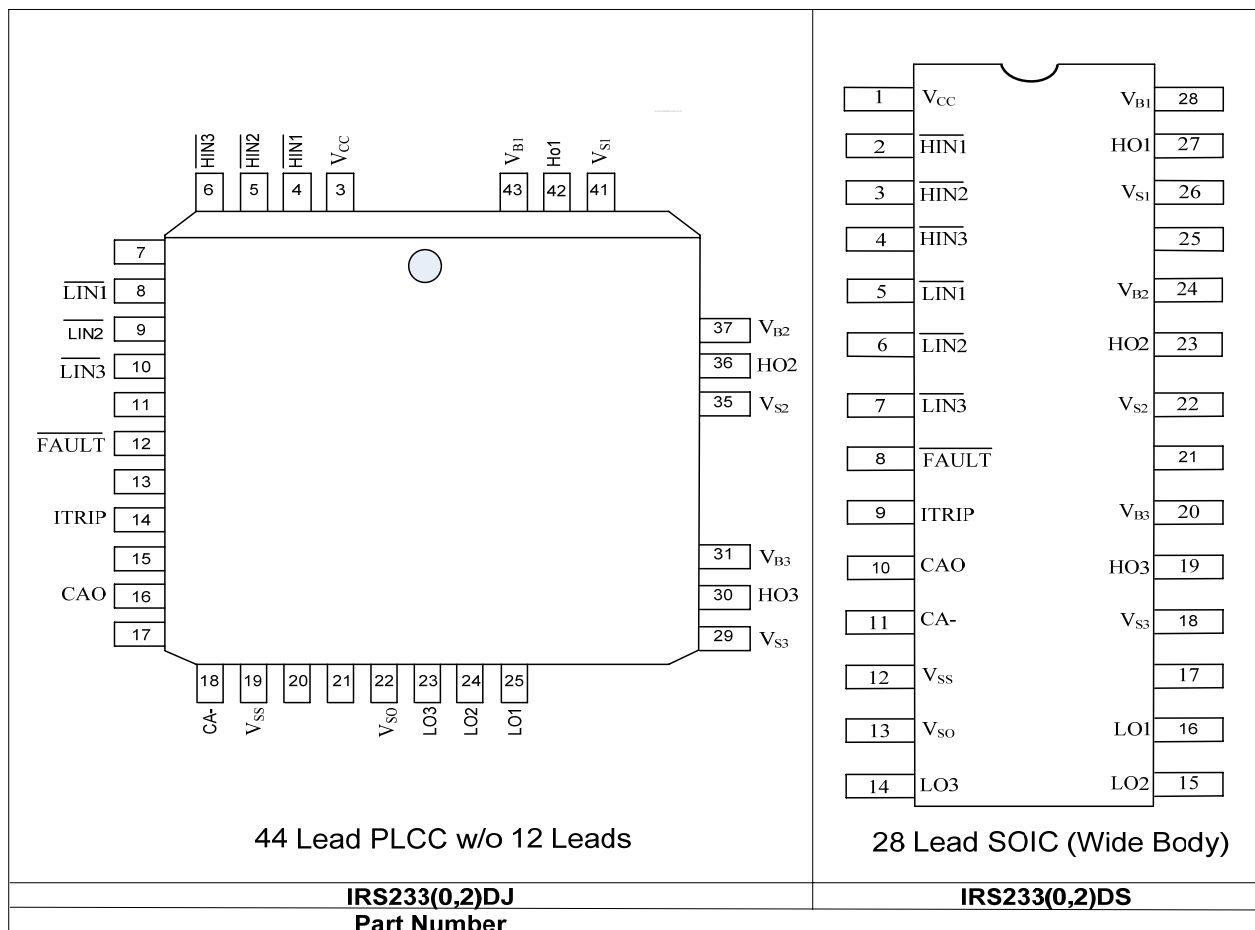 HIN3 HIN2 HIN1 VCC VB1 Ho1 VS1
6 5 4 3 43 42 41
7
LIN1 8
LIN2 9
LIN3 10
11
FAULT 12
13
ITRIP 14
15
CAO 16
17
37 VB2
36 HO2
35 VS2
31 VB3
30 HO3
29 VS3
18 19 20 21 22 23 24 25
CA- VSS VSO LO3 LO2 LO1
44 Lead PLCC w/o 12 Leads
1 VCC VB1 28
2 HIN1 HO1 27
3 HIN2 VS1 26
4 HIN3 25
5 LIN1 VB2 24
6 LIN2 HO2 23
7 LIN3 VS2 22
8 FAULT 21
9 ITRIP VB3 20
10 CAO HO3 19
11 CA- VS3 18
12 VSS 17
13 VSO LO1 16
14 LO3 LO2 15
28 Lead SOIC (Wide Body)
IRS233(0,2)DJ IRS233(0,2)DS
Part Number